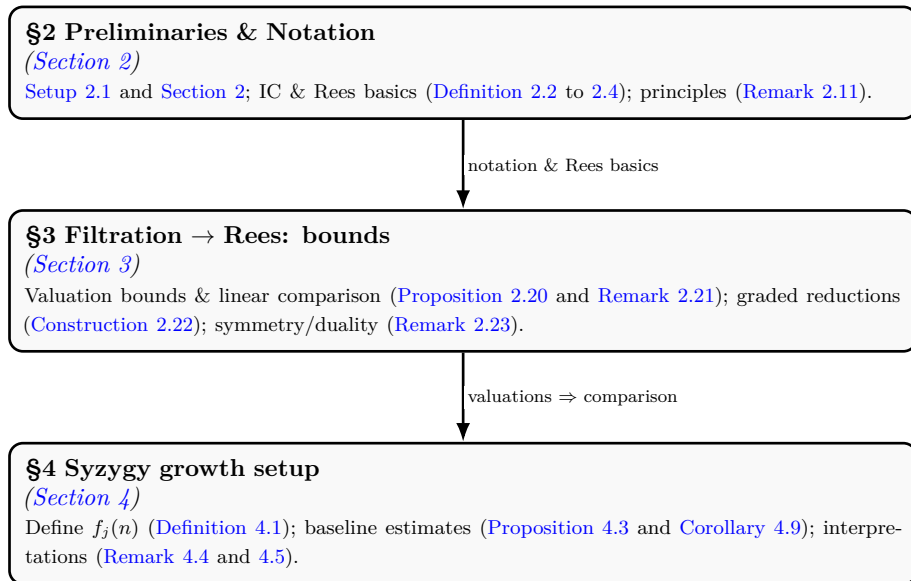 §2 Preliminaries & Notation
(Section 2)
Setup 2.1 and Section 2; IC & Rees basics (Definition 2.2 to 2.4); principles (Remark 2.11).
notation & Rees basics
§3 Filtration → Rees: bounds
(Section 3)
Valuation bounds & linear comparison (Proposition 2.20 and Remark 2.21); graded reductions
(Construction 2.22); symmetry/duality (Remark 2.23).
valuations ⇒ comparison
§4 Syzygy growth setup
(Section 4)
Define f_j(n) (Definition 4.1); baseline estimates (Proposition 4.3 and Corollary 4.9); interpre-
tations (Remark 4.4 and 4.5).